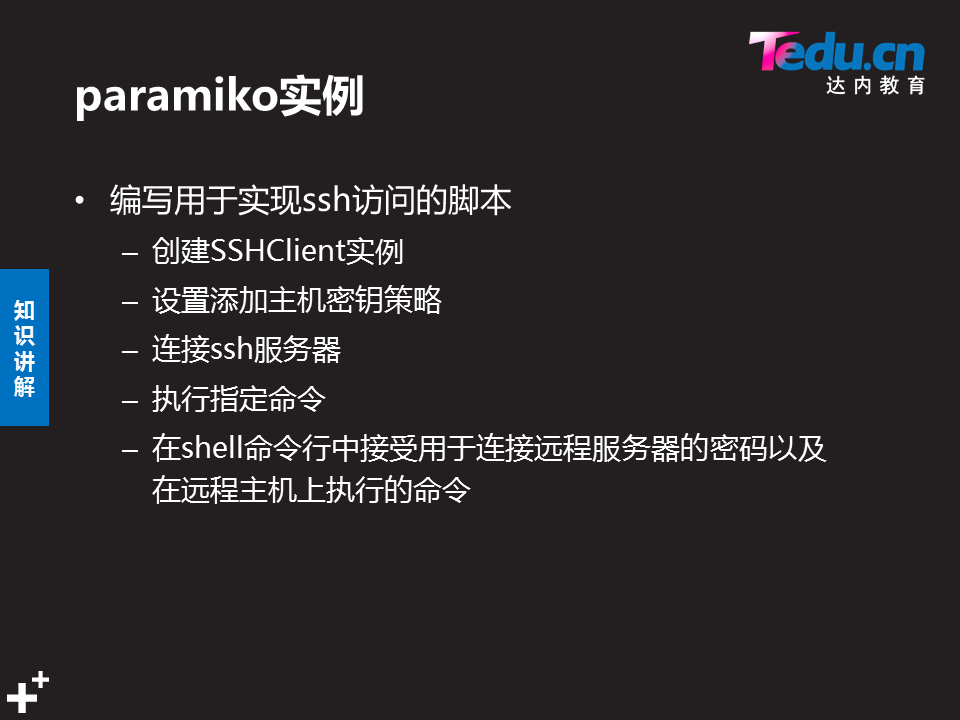 Tedu.cn
达内教育
paramiko实例
• 编写用于实现ssh访问的脚本
– 创建SSHClient实例
– 设置添加主机密钥策略
– 连接ssh服务器
– 执行指定命令
– 在shell命令行中接受用于连接远程服务器的密码以及
在远程主机上执行的命令
知
识
讲
解